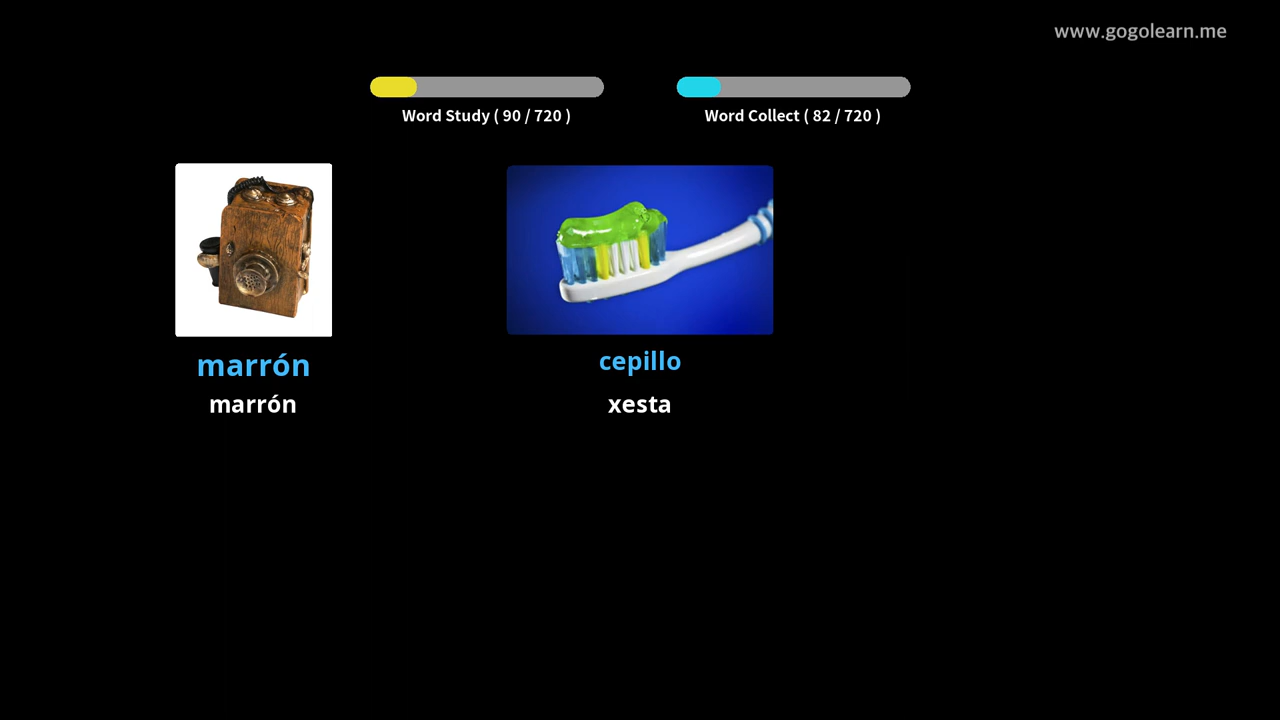 www.gogolearn.me
Word Study ( 90 / 720 )
Word Collect ( 82 / 720 )
marrón
marrón
cepillo
xesta